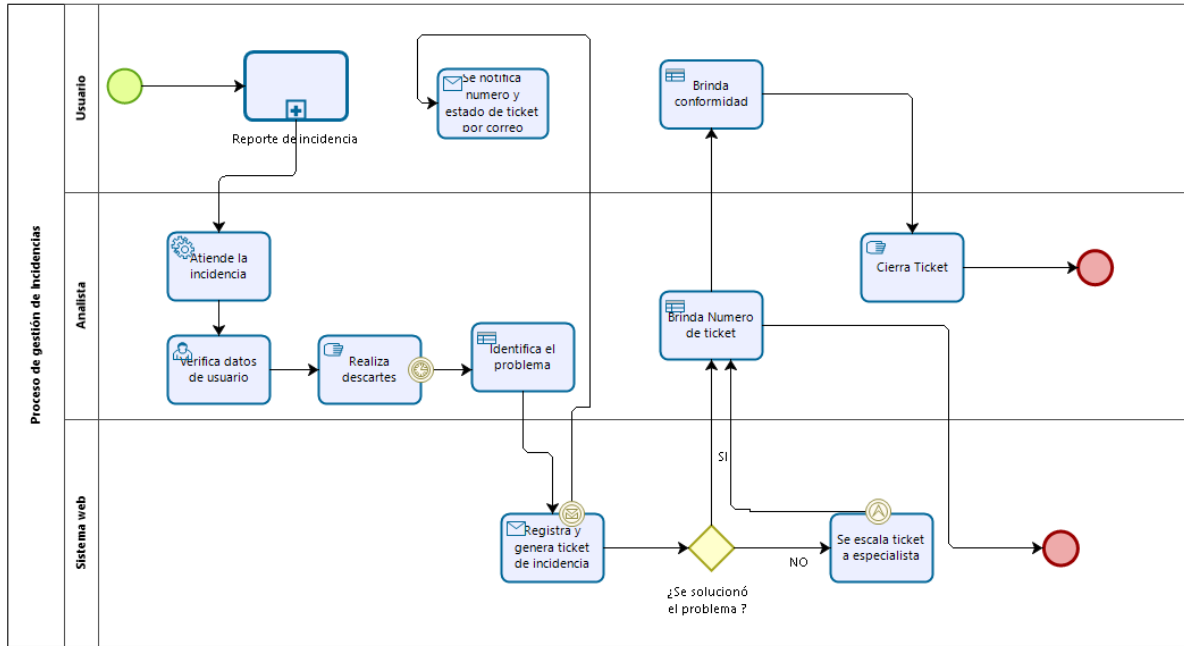 Proceso de gestión de Incidencias
Usuario
Reporte de incidencia
Se notifica
numero y
estado de ticket
por correo
Brinda
conformidad
Analista
Atiende la
incidencia
Verifica datos
de usuario
Realiza
descartes
Identifica el
problema
Brinda Numero
de ticket
Cierra Ticket
Sistema web
Registra y
genera ticket
de incidencia
¿Se solucionó
el problema ?
SI
NO
Se escala ticket
a especialista